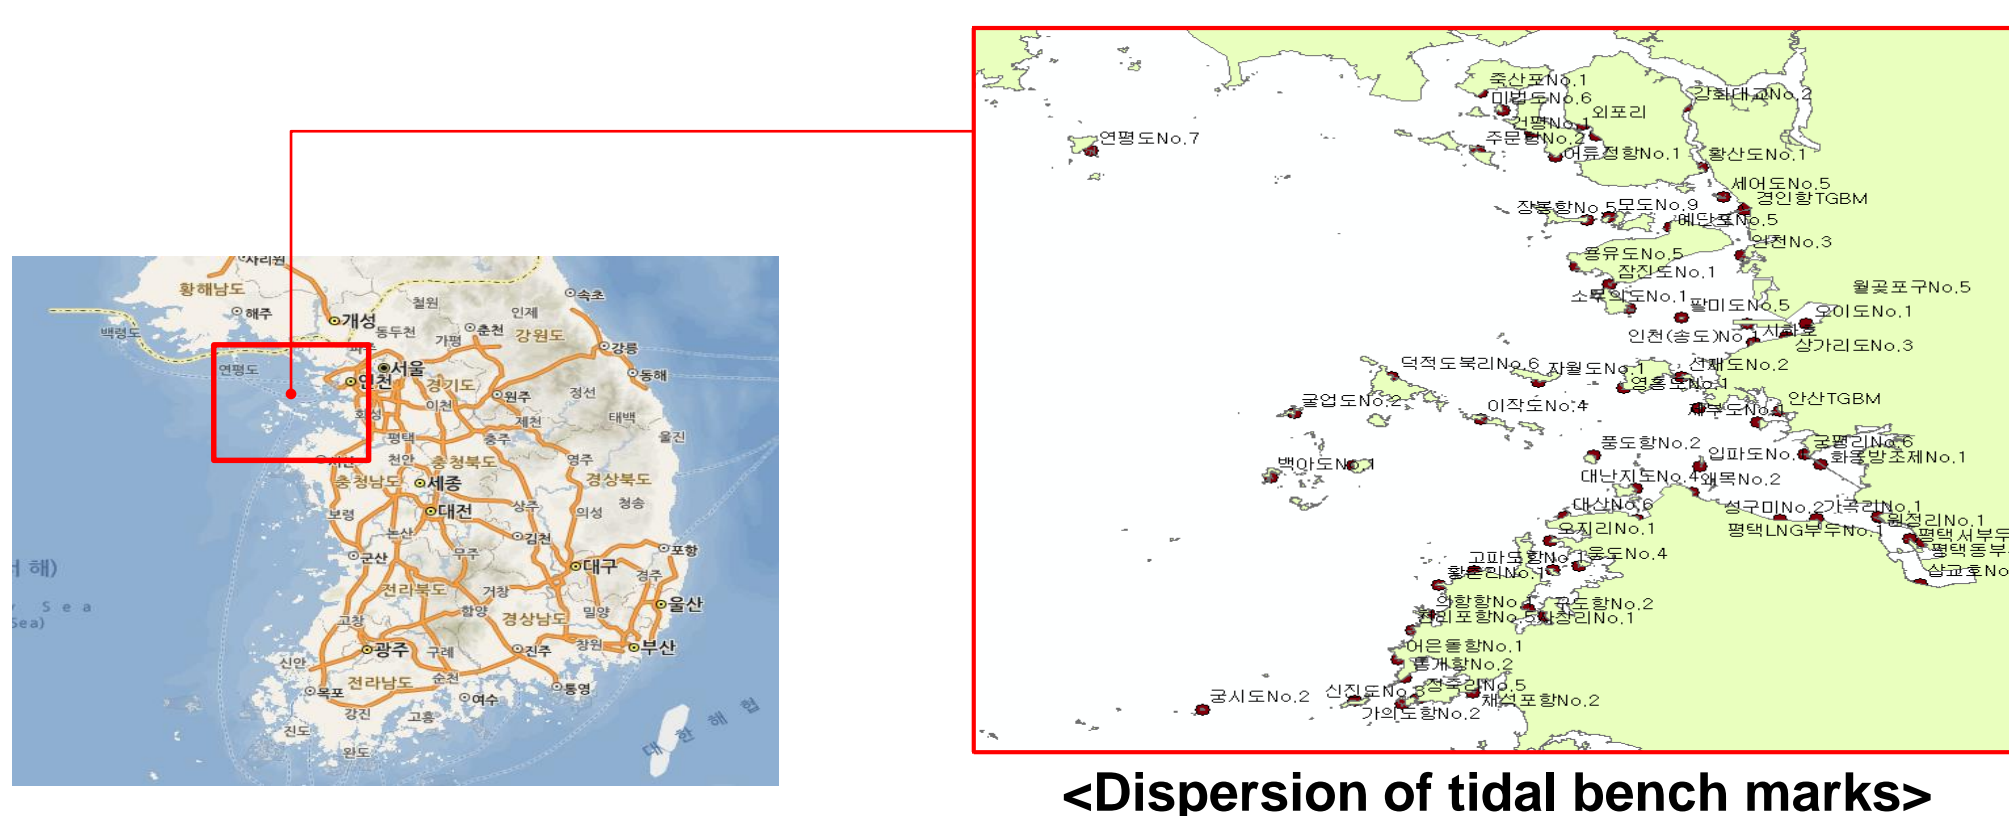 사리원
황해남도
해주
개성
백령도
연평도
철원
인제
속초
동두천
춘천
강원도
가평
파주
서울
강릉
인천
경기도
동해
원주
정선
이천
화성
태백
제천
울진
평택
충주
천안
충청북도
영주
충청남도
세종
경상북도
청송
상주
보령
대전
의성
논산
김천
포항
군산
무주
대구
경주
전리북도
거창
울산
함양
밀양
고창
경상남도
창원
부산
광주
구례
진주
신안
순천
전라남도
목포
여수
통영
강진
고흥
진도
완도
대 한 해 협
해)
Sea
Sea)
죽산포No.1
미법도No.6
강화대교No.2
외포리
건평No.1
연평도No.7
주문항No.2
어류정항No.1
황산도No.1
세어도No.5
경인항TGBM
장봉항No.5
모도No.9
예단포No.5
인천No.3
용유도No.5
잠진도No.1
월곶포구No.5
소무의도No.1
팔미도No.5
오이도No.1
인천(송도)No.1
시화호
상가리도No.3
덕적도북리No.6
자월도No.1
선재도No.2
영흥도No.1
굴업도No.2
이작도No.4
제부도No.1
안산TGBM
풍도항No.2
입파도No.
궁평리No.6
화옹방조제No.1
백아도No.1
대난지도No.4
왜목No.2
대산No.6
성구미No.2
가곡리No.1
원정리No.1
오지리No.1
평택LNG부두No.1
평택서부두
평택동부
고파도항No.1
웅도No.4
황촌리No.1
삽교호No
의항항No.
구도항No.2
천리포항No.5
창리No.1
어은돌항No.1
통개항No.2
궁시도No.2
신진도No.3
정죽리No.5
채석포항No.2
가의도항No.2
<Dispersion of tidal bench marks>